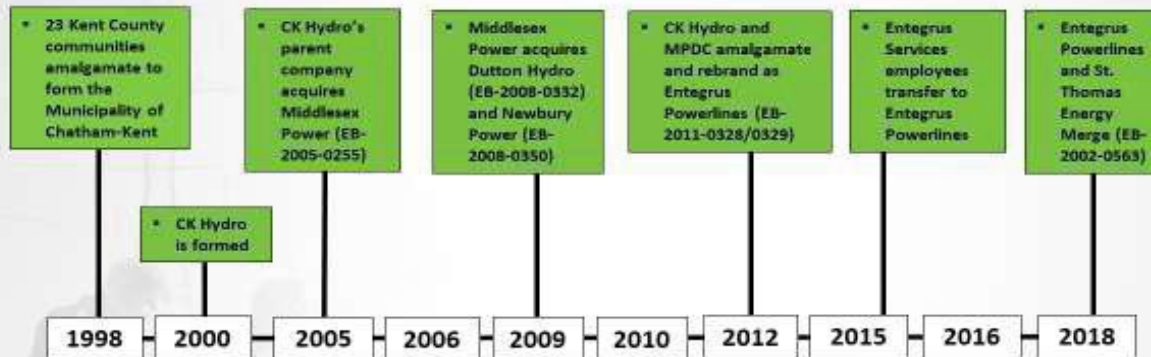 ▪ 23 Kent County
communities
amalgamate to
form the
Municipality of
Chatham-Kent
▪ CK Hydro
is formed
▪ CK Hydro's
parent
company
acquires
Middlesex
Power (EB-
2005-0255)
▪ Middlesex
Power acquires
Dutton Hydro
(EB-2008-0332)
and Newbury
Power (EB-
2008-0350)
▪ CK Hydro and
MPDC amalgamate
and rebrand as
Entegrus
Powerlines (EB-
2011-0328/0329)
▪ Entegrus
Services
employees
transfer to
Entegrus
Powerlines
▪ Entegrus
Powerlines
and St.
Thomas
Energy
Merge (EB-
2002-0563)
1998 2000 2005 2006 2009 2010 2012 2015 2016 2018